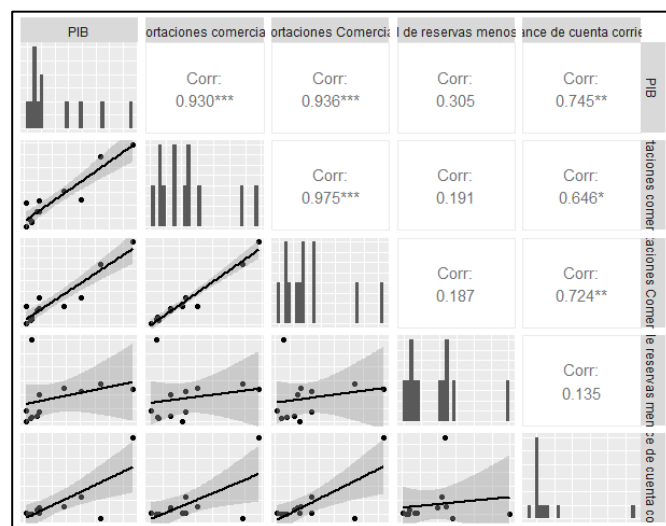 PIB
ortaciones comercia
ortaciones Comercia
l de reservas menos
ance de cuenta corrie
Corr:
0.930***
Corr:
0.936***
Corr:
0.305
Corr:
0.745**
PIB
Corr:
0.975***
Corr:
0.191
Corr:
0.646*
taciones comer
Corr:
0.187
Corr:
0.724**
aciones Comer
Corr:
0.135
le reservas men
ce de cuenta co